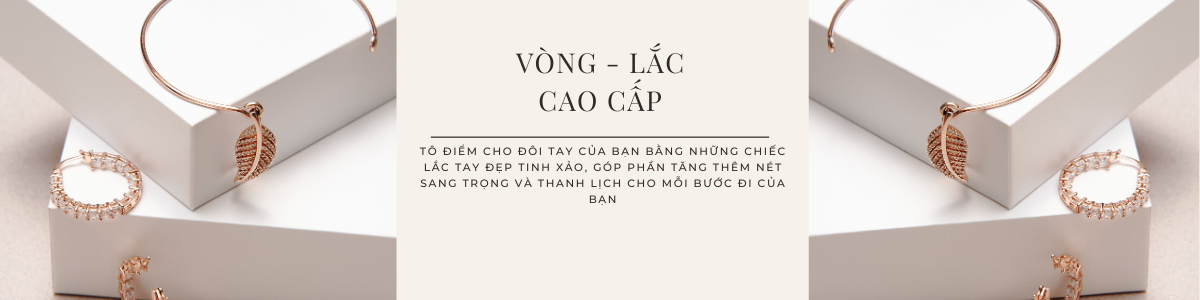 VÒNG - LẮC
CAO CẤP
TÔ ĐIỂM CHO ĐÔI TAY CỦA BẠN BẰNG NHỮNG CHIẾC
LẮC TAY ĐẸP TINH XẢO, GÓP PHẦN TĂNG THÊM NÉT
SANG TRỌNG VÀ THANH LỊCH CHO MỖI BƯỚC ĐI CỦA
BẠN